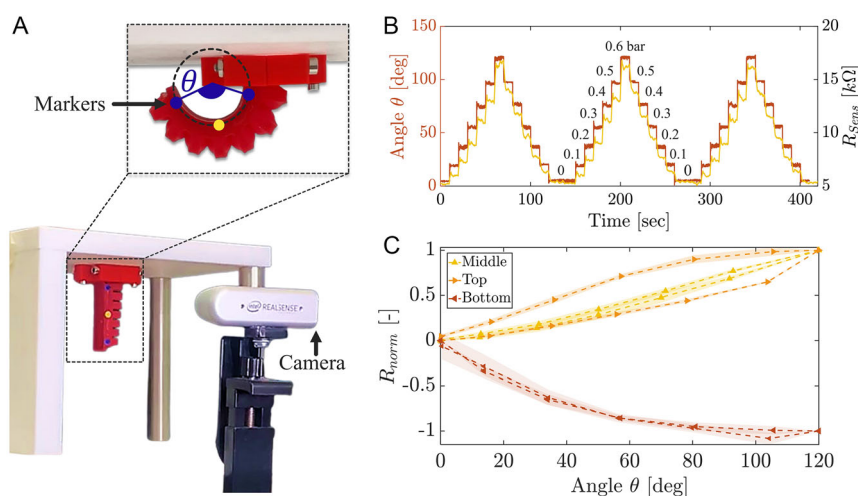 A
θ
Markers
intel REALSENSE
Camera
B
Angle θ [deg]
150
100
50
0
0.6 bar
0.5
0.5
0.4
0.4
0.3
0.3
0.2
0.2
0.1
0.1
0
0
20
15
10
5
R_Sens [kΩ]
0
100
200
300
400
Time [sec]
C
R_norm [-]
1
0.5
0
-0.5
-1
Middle
Top
Bottom
0
20
40
60
80
100
120
Angle θ [deg]